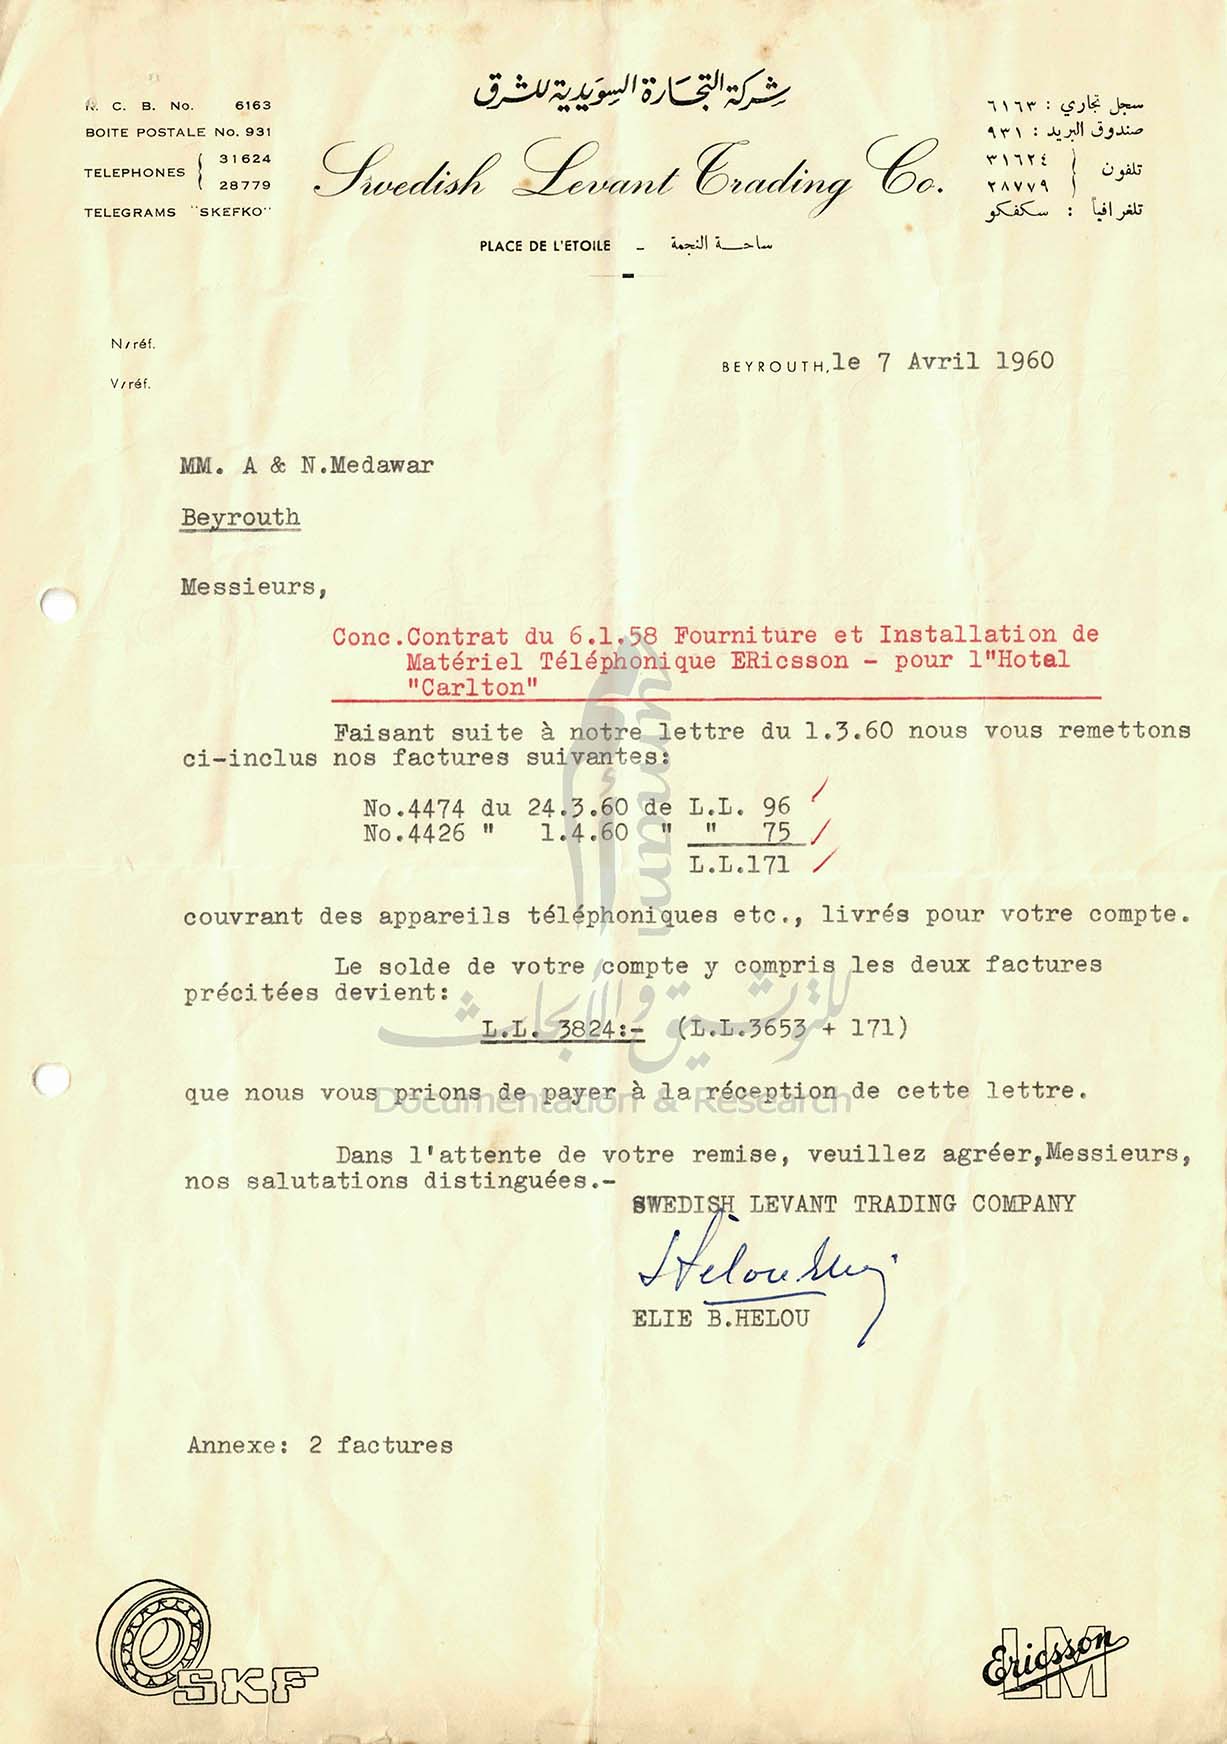 R. C. B. No. 6163
BOITE POSTALE No. 931
TELEPHONES { 31624
28779
TELEGRAMS "SKEFKO"
شركة التجارة السويدية للشرق
Swedish Levant Trading Co.
PLACE DE L'ETOILE - ساحة النجمة
سجل تجاري : ٦١٦٣
صندوق البريد : ٩٣١
تلفون { ٣١٦٢٤
٢٨٧٧٩
تلغرافياً : سكفكو
N/réf.
V/réf.
BEYROUTH, le 7 Avril 1960
MM. A & N.Medawar
Beyrouth
Messieurs,
Conc.Contrat du 6.1.58 Fourniture et Installation de
Matériel Téléphonique ERicsson - pour l"Hotel
"Carlton"
Faisant suite à notre lettre du 1.3.60 nous vous remettons
ci-inclus nos factures suivantes:
No.4474 du 24.3.60 de L.L. 96
No.4426 " 1.4.60 " " 75
L.L.171
couvrant des appareils téléphoniques etc., livrés pour votre compte.
Le solde de votre compte y compris les deux factures
précitées devient:
L.L. 3824:- (L.L.3653 + 171)
que nous vous prions de payer à la réception de cette lettre.
Dans l'attente de votre remise, veuillez agréer,Messieurs,
nos salutations distinguées.-
SWEDISH LEVANT TRADING COMPANY
ELIE B.HELOU
Annexe: 2 factures
SKF
LM Ericsson
umam
للتوثيق والأبحاث
Documentation & Research